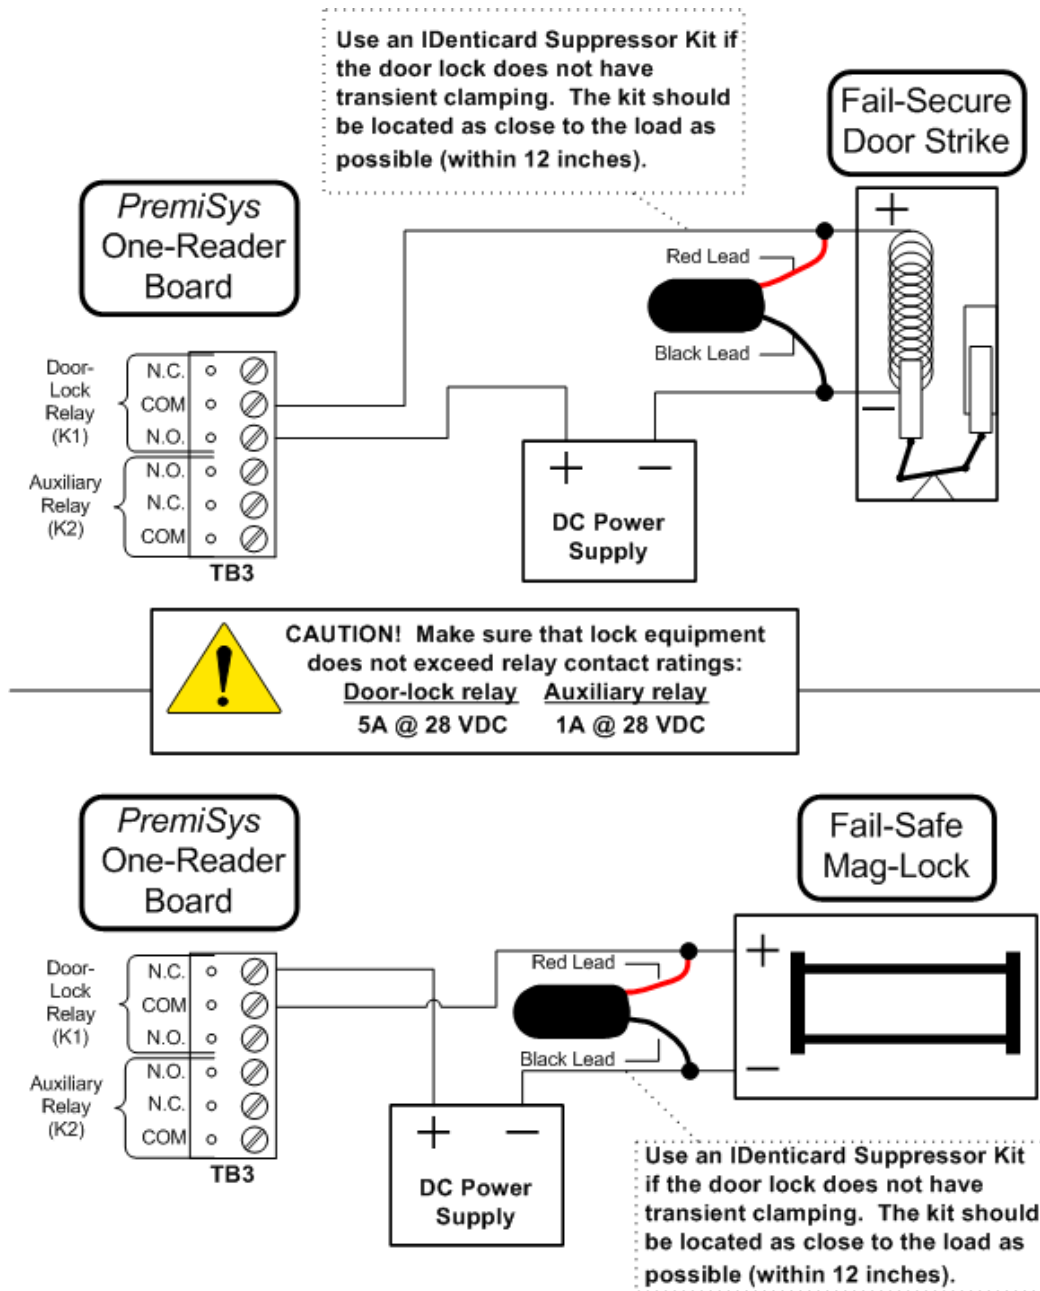 Use an IDenticard Suppressor Kit if
the door lock does not have
transient clamping. The kit should
be located as close to the load as
possible (within 12 inches).
Fail-Secure
Door Strike
PremiSys
One-Reader
Board
+
Red Lead
Black Lead
Door-
Lock
Relay
(K1)
N.C.
COM
N.O.
Auxiliary
Relay
(K2)
N.O.
N.C.
COM
TB3
—
+ —
DC Power
Supply
!
CAUTION! Make sure that lock equipment
does not exceed relay contact ratings:
Door-lock relay Auxiliary relay
5A @ 28 VDC 1A @ 28 VDC
PremiSys
One-Reader
Board
Fail-Safe
Mag-Lock
Door-
Lock
Relay
(K1)
N.C.
COM
N.O.
Auxiliary
Relay
(K2)
N.O.
N.C.
COM
TB3
Red Lead
Black Lead
+
—
+ —
DC Power
Supply
Use an IDenticard Suppressor Kit
if the door lock does not have
transient clamping. The kit should
be located as close to the load as
possible (within 12 inches).